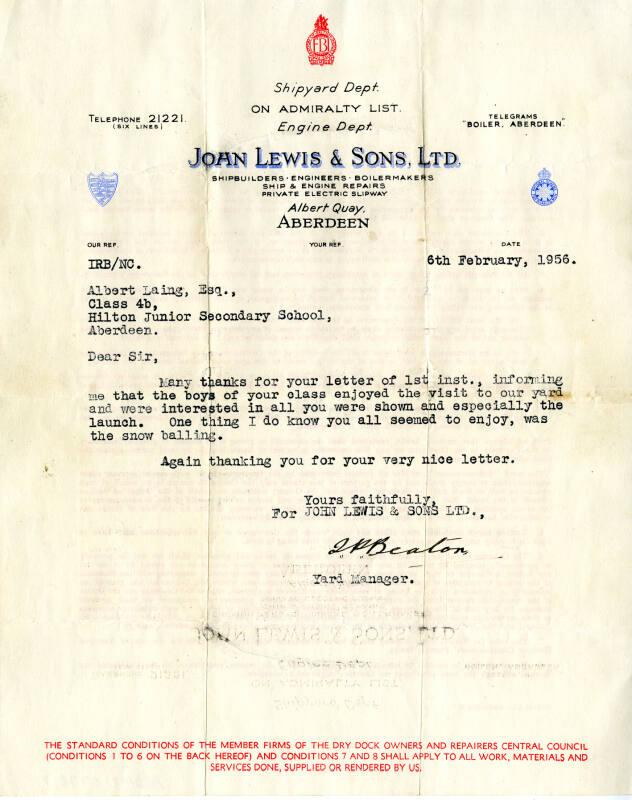 FBI
Shipyard Dept.
ON ADMIRALTY LIST.
Engine Dept.
TELEPHONE 21221.
(SIX LINES)
TELEGRAMS
"BOILER, ABERDEEN".
JOHN LEWIS & SONS, LTD.
SHIPBUILDERS · ENGINEERS · BOILERMAKERS
SHIP & ENGINE REPAIRS
PRIVATE ELECTRIC SLIPWAY
Albert Quay,
ABERDEEN
OUR REF. YOUR REF. DATE
IRB/NC. 6th February, 1956.
Albert Laing, Esq.,
Class 4b,
Hilton Junior Secondary School,
Aberdeen.
Dear Sir,
Many thanks for your letter of 1st inst., informing
me that the boys of your class enjoyed the visit to our yard
and were interested in all you were shown and especially the
launch. One thing I do know you all seemed to enjoy, was
the snow balling.
Again thanking you for your very nice letter.
Yours faithfully,
For JOHN LEWIS & SONS LTD.,
Beaton
Yard Manager.
THE STANDARD CONDITIONS OF THE MEMBER FIRMS OF THE DRY DOCK OWNERS AND REPAIRERS CENTRAL COUNCIL
(CONDITIONS 1 TO 6 ON THE BACK HEREOF) AND CONDITIONS 7 AND 8 SHALL APPLY TO ALL WORK, MATERIALS AND
SERVICES DONE, SUPPLIED OR RENDERED BY US.